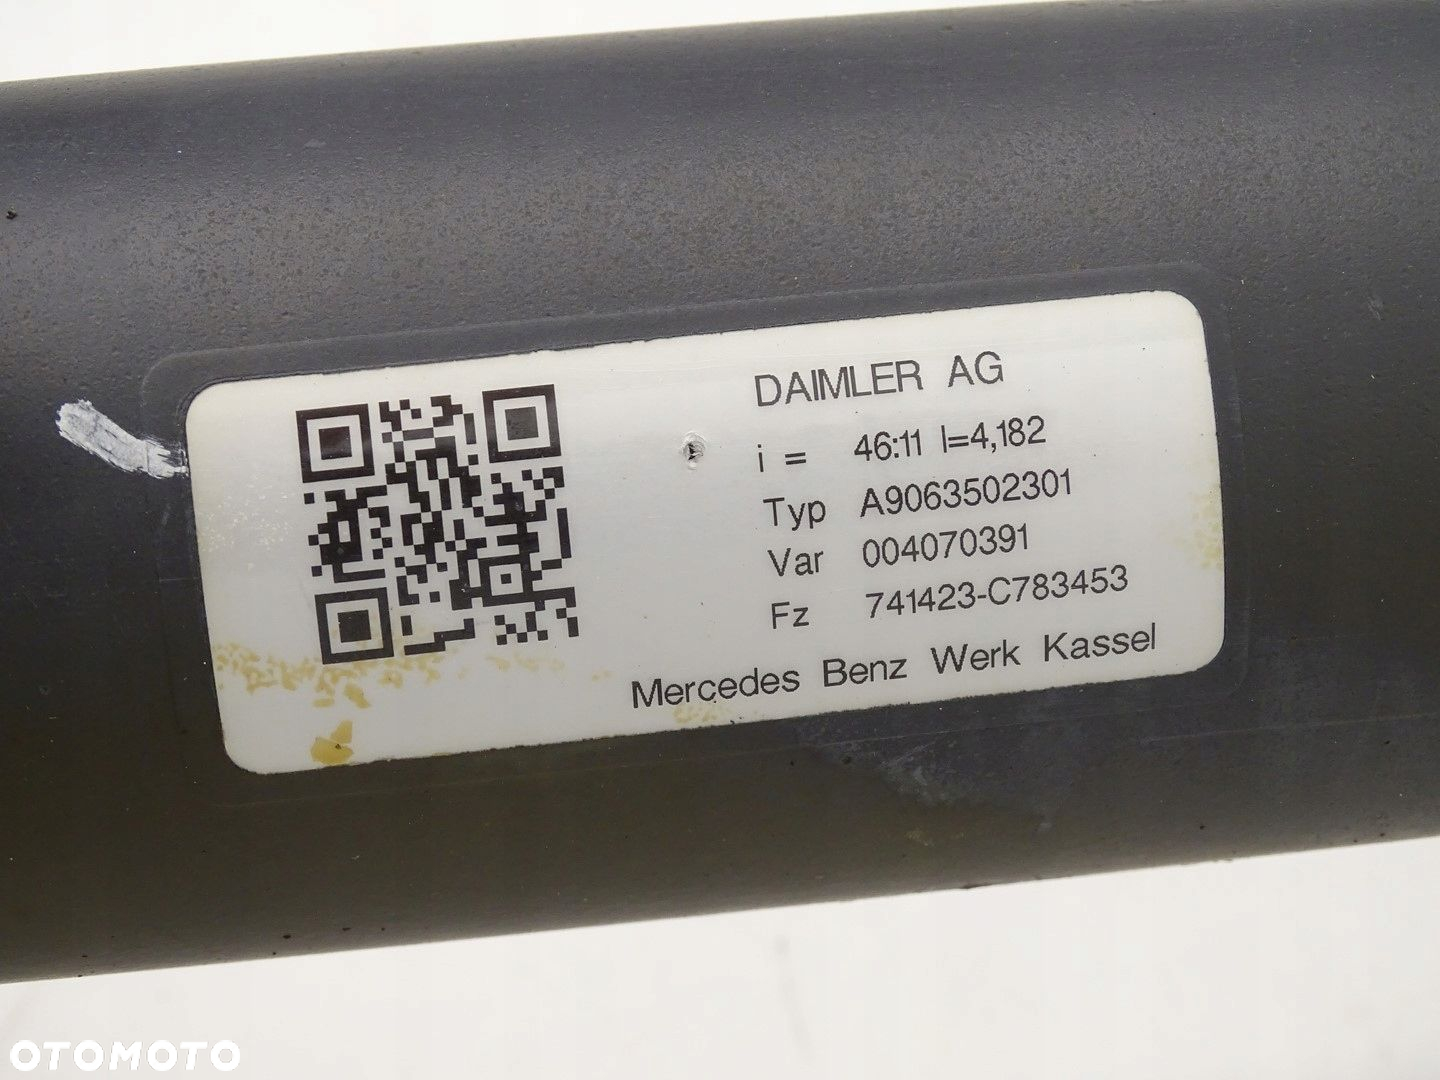 DAIMLER AG
i = 46:11 I=4,182
Typ A9063502301
Var 004070391
Fz 741423-C783453
Mercedes Benz Werk Kassel
OTOMOTO